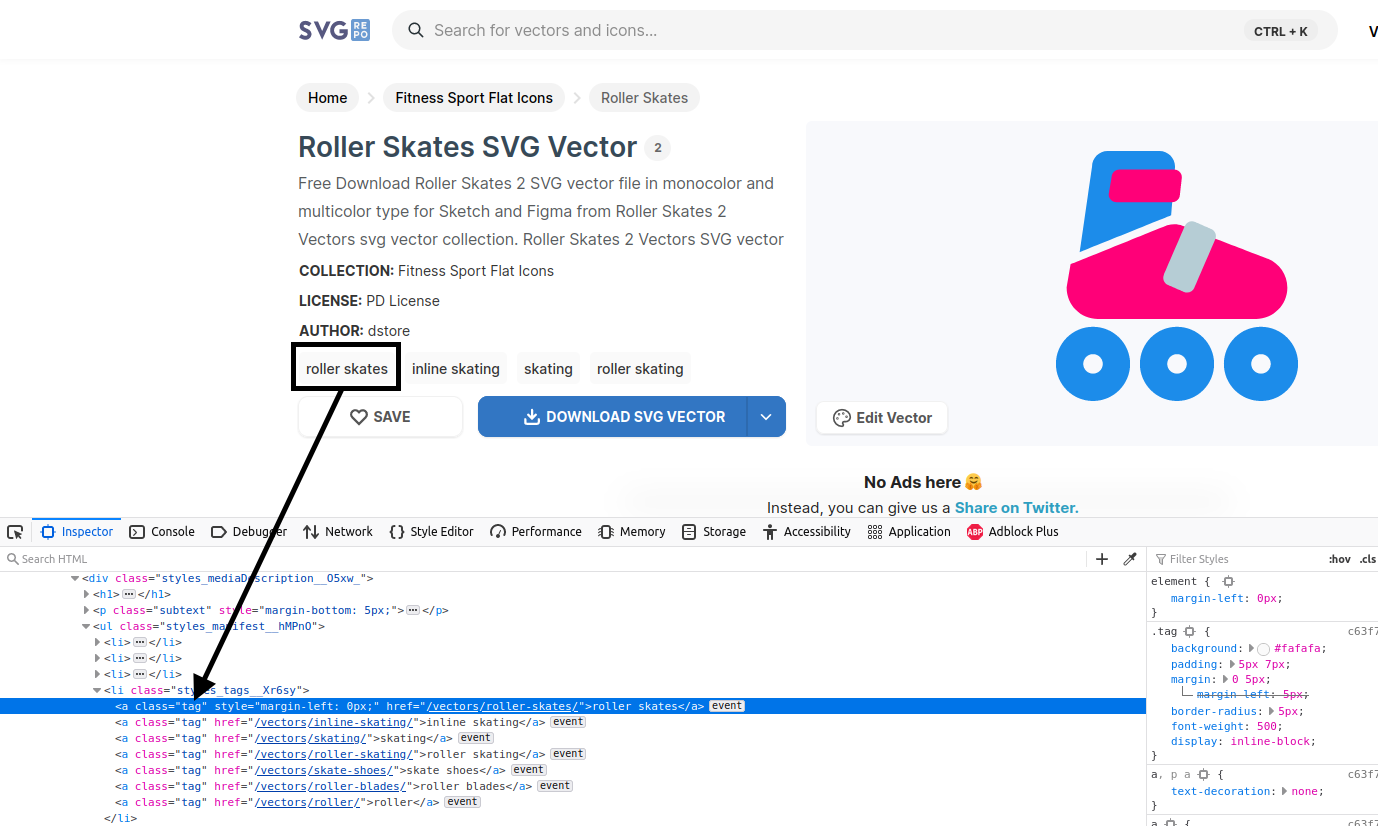 SVG REPO
Search for vectors and icons...
CTRL + K
V
Home
Fitness Sport Flat Icons
Roller Skates
Roller Skates SVG Vector 2
Free Download Roller Skates 2 SVG vector file in monocolor and
multicolor type for Sketch and Figma from Roller Skates 2
Vectors svg vector collection. Roller Skates 2 Vectors SVG vector
COLLECTION: Fitness Sport Flat Icons
LICENSE: PD License
AUTHOR: dstore
roller skates inline skating skating roller skating
SAVE
DOWNLOAD SVG VECTOR
Edit Vector
No Ads here 🤗
Instead, you can give us a Share on Twitter.
Inspector Console Debugger Network Style Editor Performance Memory Storage Accessibility Application ABP Adblock Plus
Search HTML
<div class="styles_mediaDescription__O5xw_">
<h1>…</h1>
<p class="subtext" style="margin-bottom: 5px;">…</p>
<ul class="styles_manifest__hMPnO">
<li>…</li>
<li>…</li>
<li>…</li>
<li class="styles_tags__Xr6sy">
<a class="tag" style="margin-left: 0px;" href="/vectors/roller-skates/">roller skates</a> event
<a class="tag" href="/vectors/inline-skating/">inline skating</a> event
<a class="tag" href="/vectors/skating/">skating</a> event
<a class="tag" href="/vectors/roller-skating/">roller skating</a> event
<a class="tag" href="/vectors/skate-shoes/">skate shoes</a> event
<a class="tag" href="/vectors/roller-blades/">roller blades</a> event
<a class="tag" href="/vectors/roller/">roller</a> event
</li>
Filter Styles :hov .cls
element {
margin-left: 0px;
}
.tag { c63f7
background: #fafafa;
padding: 5px 7px;
margin: 0 5px;
margin-left: 5px;
border-radius: 5px;
font-weight: 500;
display: inline-block;
}
a, p a { c63f7
text-decoration: none;
}
a { c63f7